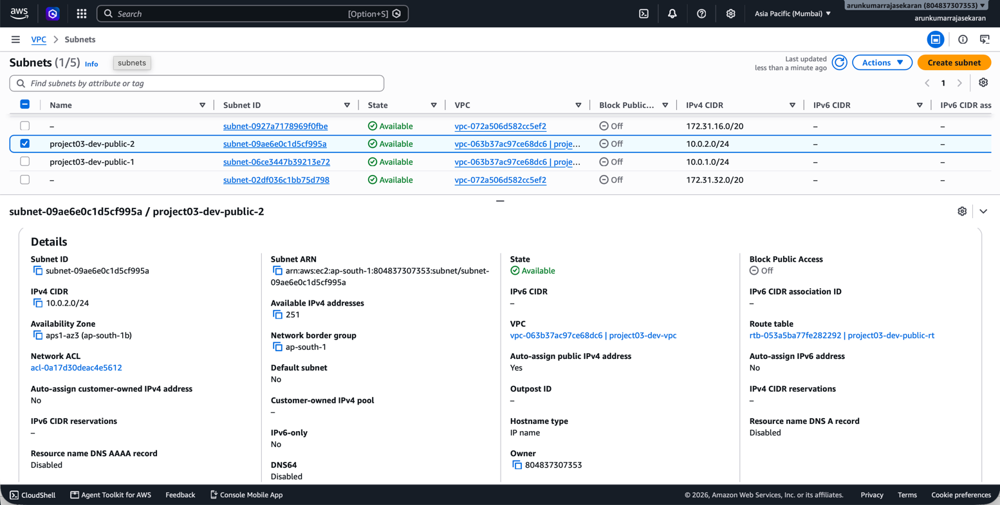 aws
Search [Option+S]
Asia Pacific (Mumbai)
arunkumarrajasekaran (804837307353)
arunkumarrajasekaran
VPC Subnets
Subnets (1/5) Info
subnets
Last updated
less than a minute ago
Actions
Create subnet
Find subnets by attribute or tag
1
Name Subnet ID State VPC Block Public... IPv4 CIDR IPv6 CIDR IPv6 CIDR ass
– subnet-0927a7178969f0fbe Available vpc-072a506d582cc5ef2 Off 172.31.16.0/20 – –
project03-dev-public-2 subnet-09ae6e0c1d5cf995a Available vpc-063b37ac97ce68dc6 | proje... Off 10.0.2.0/24 – –
project03-dev-public-1 subnet-06ce3447b39213e72 Available vpc-063b37ac97ce68dc6 | proje... Off 10.0.1.0/24 – –
– subnet-02df036c1bb75d798 Available vpc-072a506d582cc5ef2 Off 172.31.32.0/20 – –
subnet-09ae6e0c1d5cf995a / project03-dev-public-2
Details
Subnet ID
subnet-09ae6e0c1d5cf995a
IPv4 CIDR
10.0.2.0/24
Availability Zone
aps1-az3 (ap-south-1b)
Network ACL
acl-0a17d30deac4e5612
Auto-assign customer-owned IPv4 address
No
IPv6 CIDR reservations
–
Resource name DNS AAAA record
Disabled
Subnet ARN
arn:aws:ec2:ap-south-1:804837307353:subnet/subnet-
09ae6e0c1d5cf995a
Available IPv4 addresses
251
Network border group
ap-south-1
Default subnet
No
Customer-owned IPv4 pool
–
IPv6-only
No
DNS64
Disabled
State
Available
IPv6 CIDR
–
VPC
vpc-063b37ac97ce68dc6 | project03-dev-vpc
Auto-assign public IPv4 address
Yes
Outpost ID
–
Hostname type
IP name
Owner
804837307353
Block Public Access
Off
IPv6 CIDR association ID
–
Route table
rtb-053a5ba77fe282292 | project03-dev-public-rt
Auto-assign IPv6 address
No
IPv4 CIDR reservations
–
Resource name DNS A record
Disabled
CloudShell Agent Toolkit for AWS Feedback Console Mobile App © 2026, Amazon Web Services, Inc. or its affiliates. Privacy Terms Cookie preferences